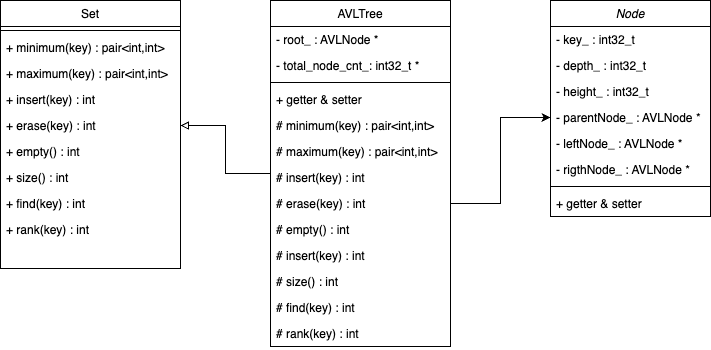 Set
+ minimum(key) : pair<int,int>
+ maximum(key) : pair<int,int>
+ insert(key) : int
+ erase(key) : int
+ empty() : int
+ size() : int
+ find(key) : int
+ rank(key) : int
AVLTree
- root_ : AVLNode *
- total_node_cnt_: int32_t *
+ getter & setter
# minimum(key) : pair<int,int>
# maximum(key) : pair<int,int>
# insert(key) : int
# erase(key) : int
# empty() : int
# insert(key) : int
# size() : int
# find(key) : int
# rank(key) : int
Node
- key_ : int32_t
- depth_ : int32_t
- height_ : int32_t
- parentNode_ : AVLNode *
- leftNode_ : AVLNode *
- rigthNode_ : AVLNode *
+ getter & setter